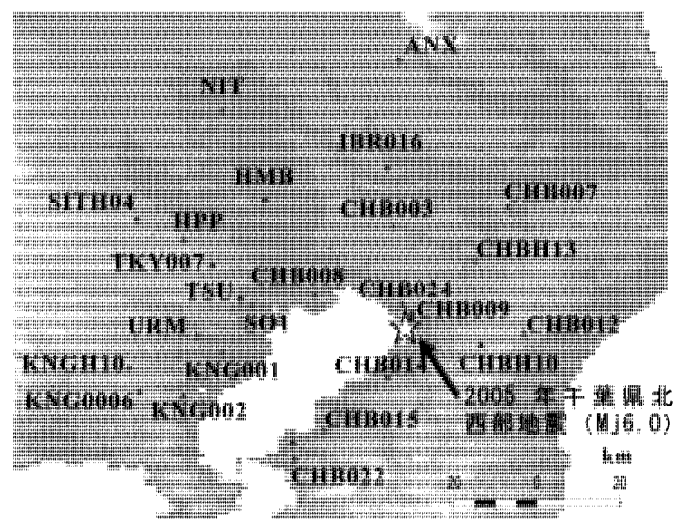 ANX
NIT
IBR016
HMB
SITH04
CHB007
CHB003
HPP
CHBH13
TKY007
CHB008
TSU
CHB024
CHB009
URM
CHB012
KNGH10
KNG001
CHB014
CHBH10
KNG0006
KNG002
2005 年千葉県北
西部地震 (Mj6.0)
CHB015
km
CHB022
20